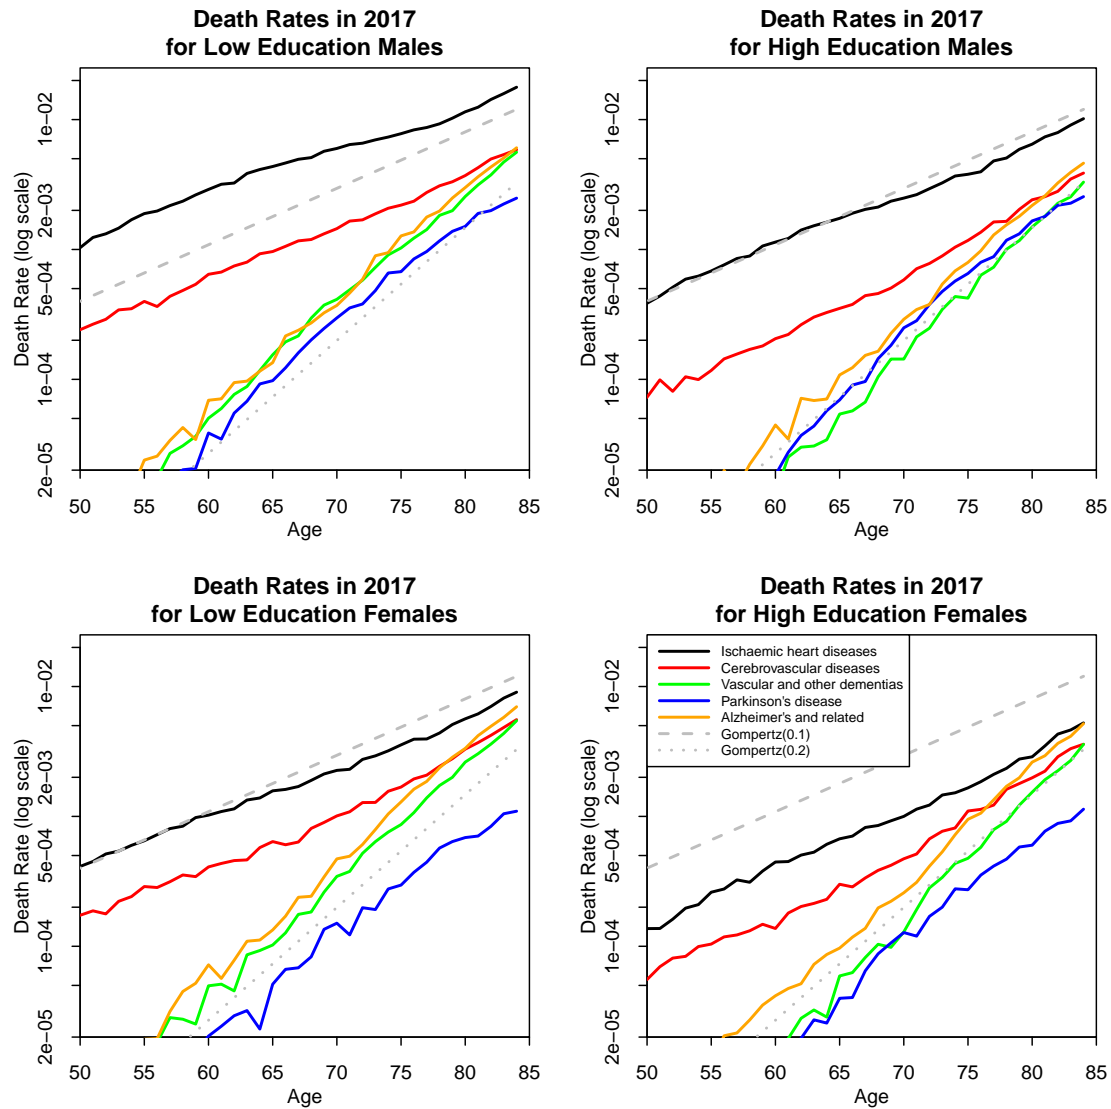 Death Rates in 2017
for Low Education Males
Death Rate (log scale)
1e−02
2e−03
5e−04
1e−04
2e−05
50 55 60 65 70 75 80 85
Age
Death Rates in 2017
for High Education Males
Death Rate (log scale)
1e−02
2e−03
5e−04
1e−04
2e−05
50 55 60 65 70 75 80 85
Age
Death Rates in 2017
for Low Education Females
Death Rate (log scale)
1e−02
2e−03
5e−04
1e−04
2e−05
50 55 60 65 70 75 80 85
Age
Death Rates in 2017
for High Education Females
Ischaemic heart diseases
Cerebrovascular diseases
Vascular and other dementias
Parkinson's disease
Alzheimer's and related
Gompertz(0.1)
Gompertz(0.2)
Death Rate (log scale)
1e−02
2e−03
5e−04
1e−04
2e−05
50 55 60 65 70 75 80 85
Age